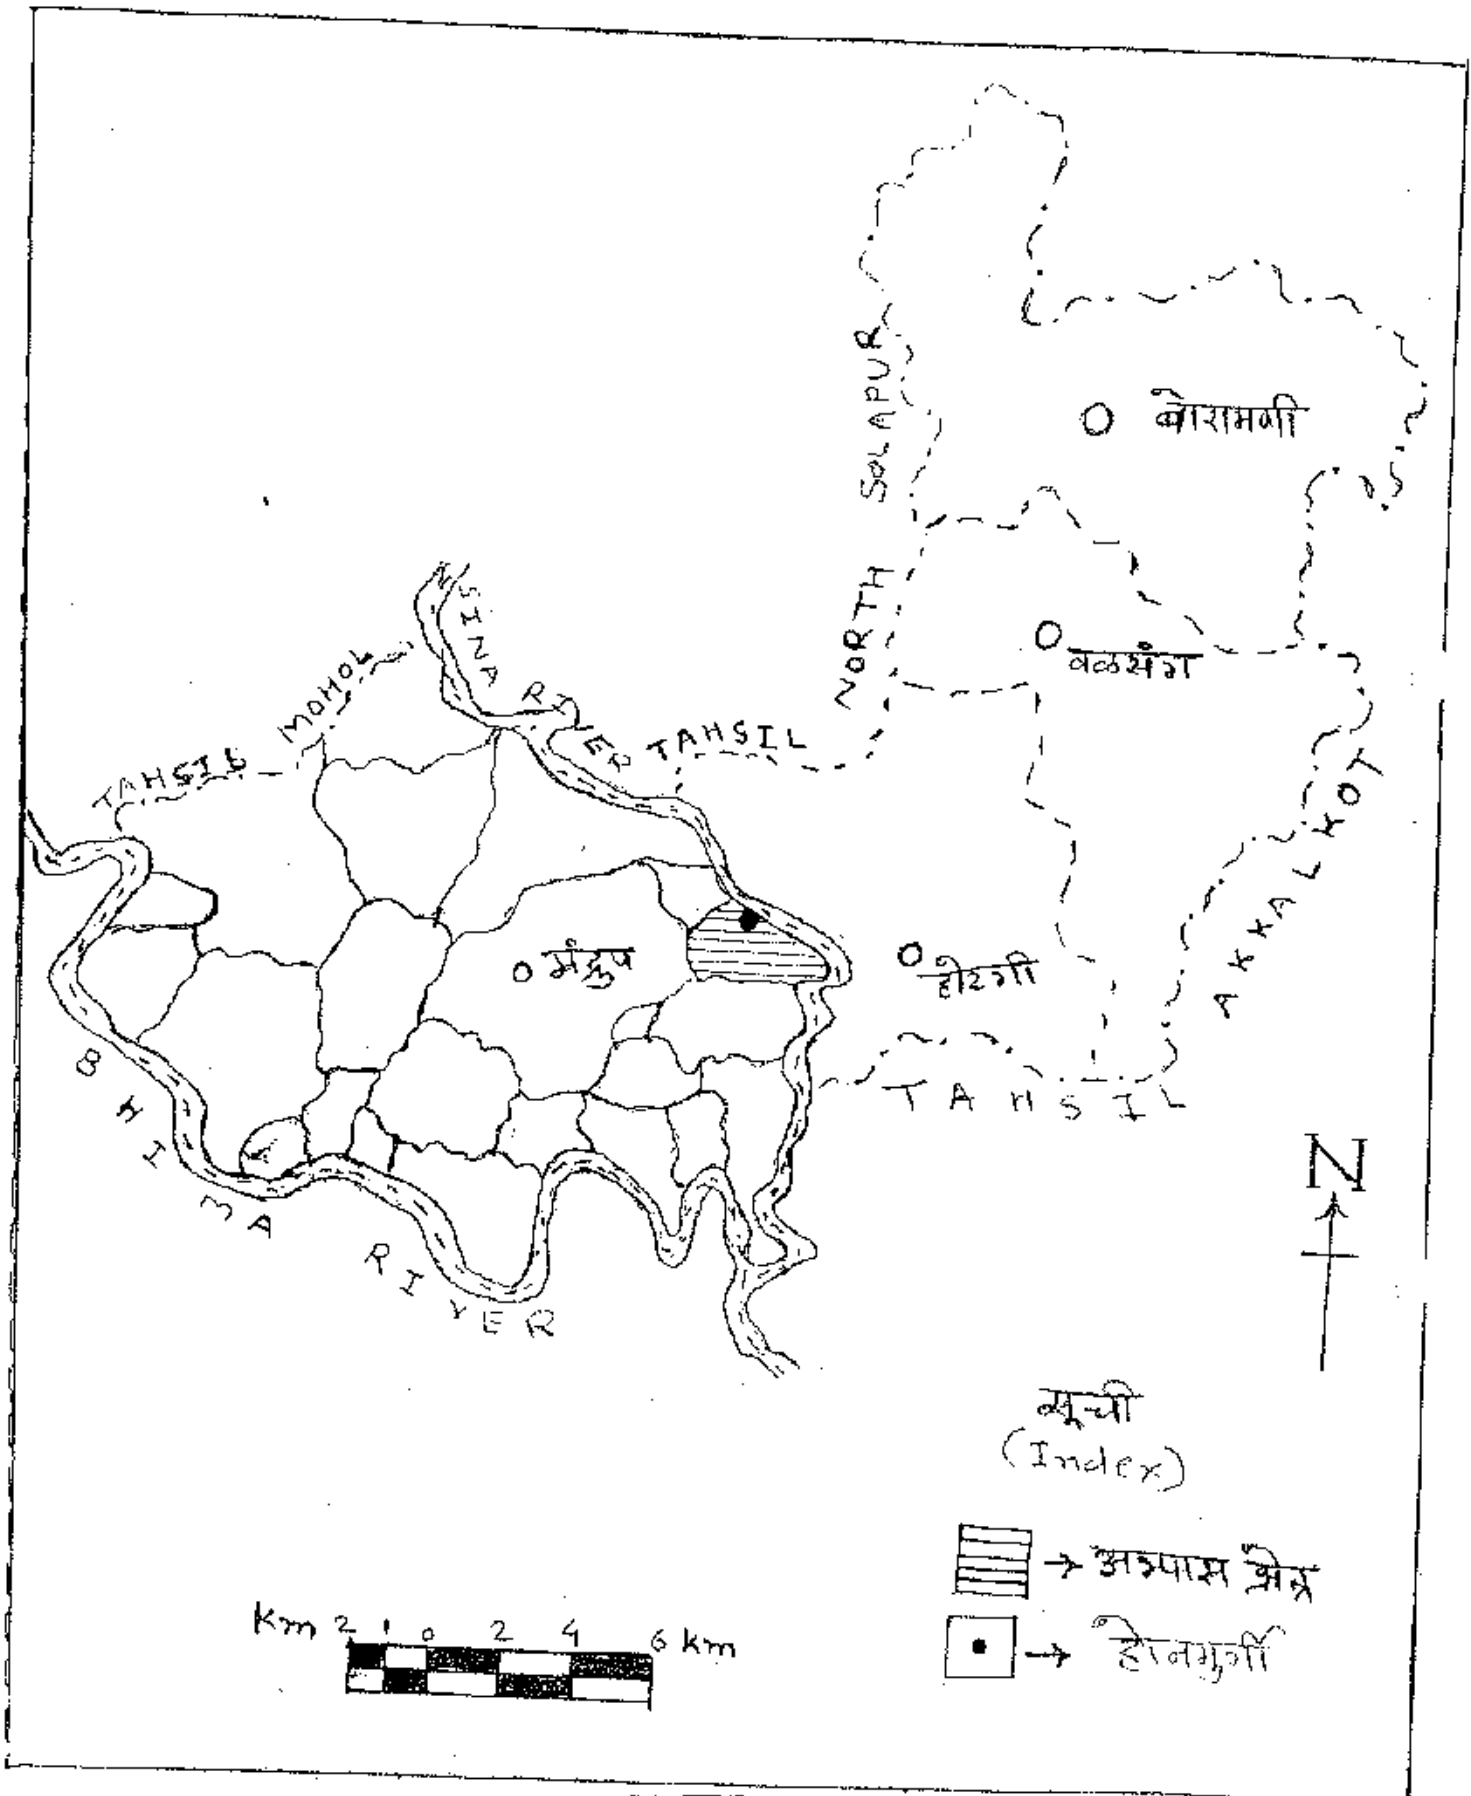 बोरामणी
NORTH SOLAPUR
SINA RIVER
वळसंग
TAHSIL MOHOL
TAHSIL
AKKALKOT
मंद्रुप
होटगी
TAHSIL
BHIMA RIVER
N
सूची
(Index)
→ अभ्यास क्षेत्र
Km 2 1 0 2 4 6 km
→ होनमुर्गी